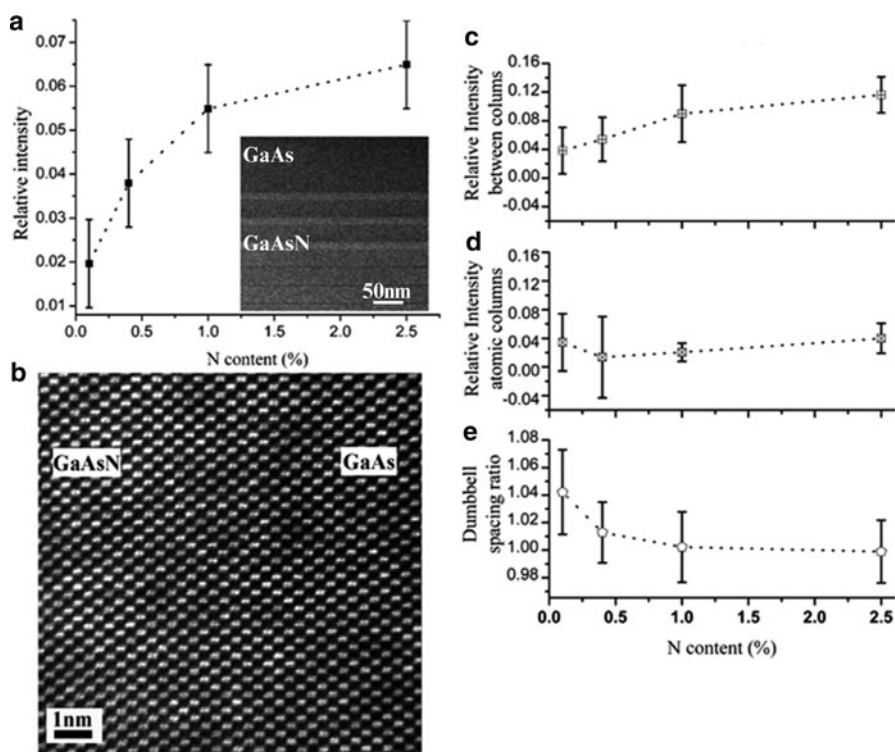 a
0.07
0.06
0.05
0.04
0.03
0.02
0.01
Relative intensity
0.0 0.5 1.0 1.5 2.0 2.5
N content (%)
GaAs
GaAsN
50nm
b
GaAsN GaAs
1nm
c
0.16
0.12
0.08
0.04
0.00
-0.04
Relative Intensity
between colums
d
0.16
0.12
0.08
0.04
0.00
-0.04
Relative Intensity
atomic columns
e
1.08
1.06
1.04
1.02
1.00
0.98
Dumbbell
spacing ratio
0.0 0.5 1.0 1.5 2.0 2.5
N content (%)